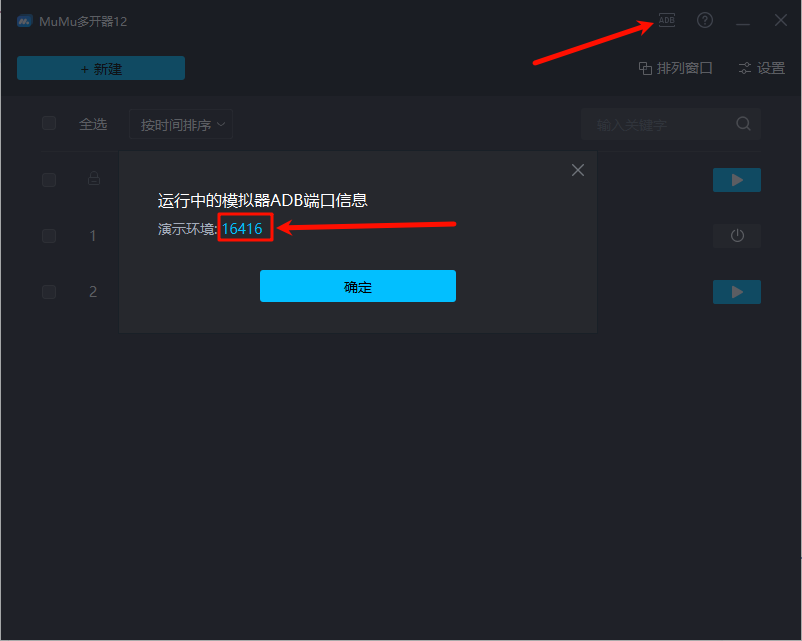 MuMu多开器12
ADB
?
+ 新建
排列窗口
设置
全选
按时间排序
输入关键字
运行中的模拟器ADB端口信息
演示环境:16416
确定
1
2